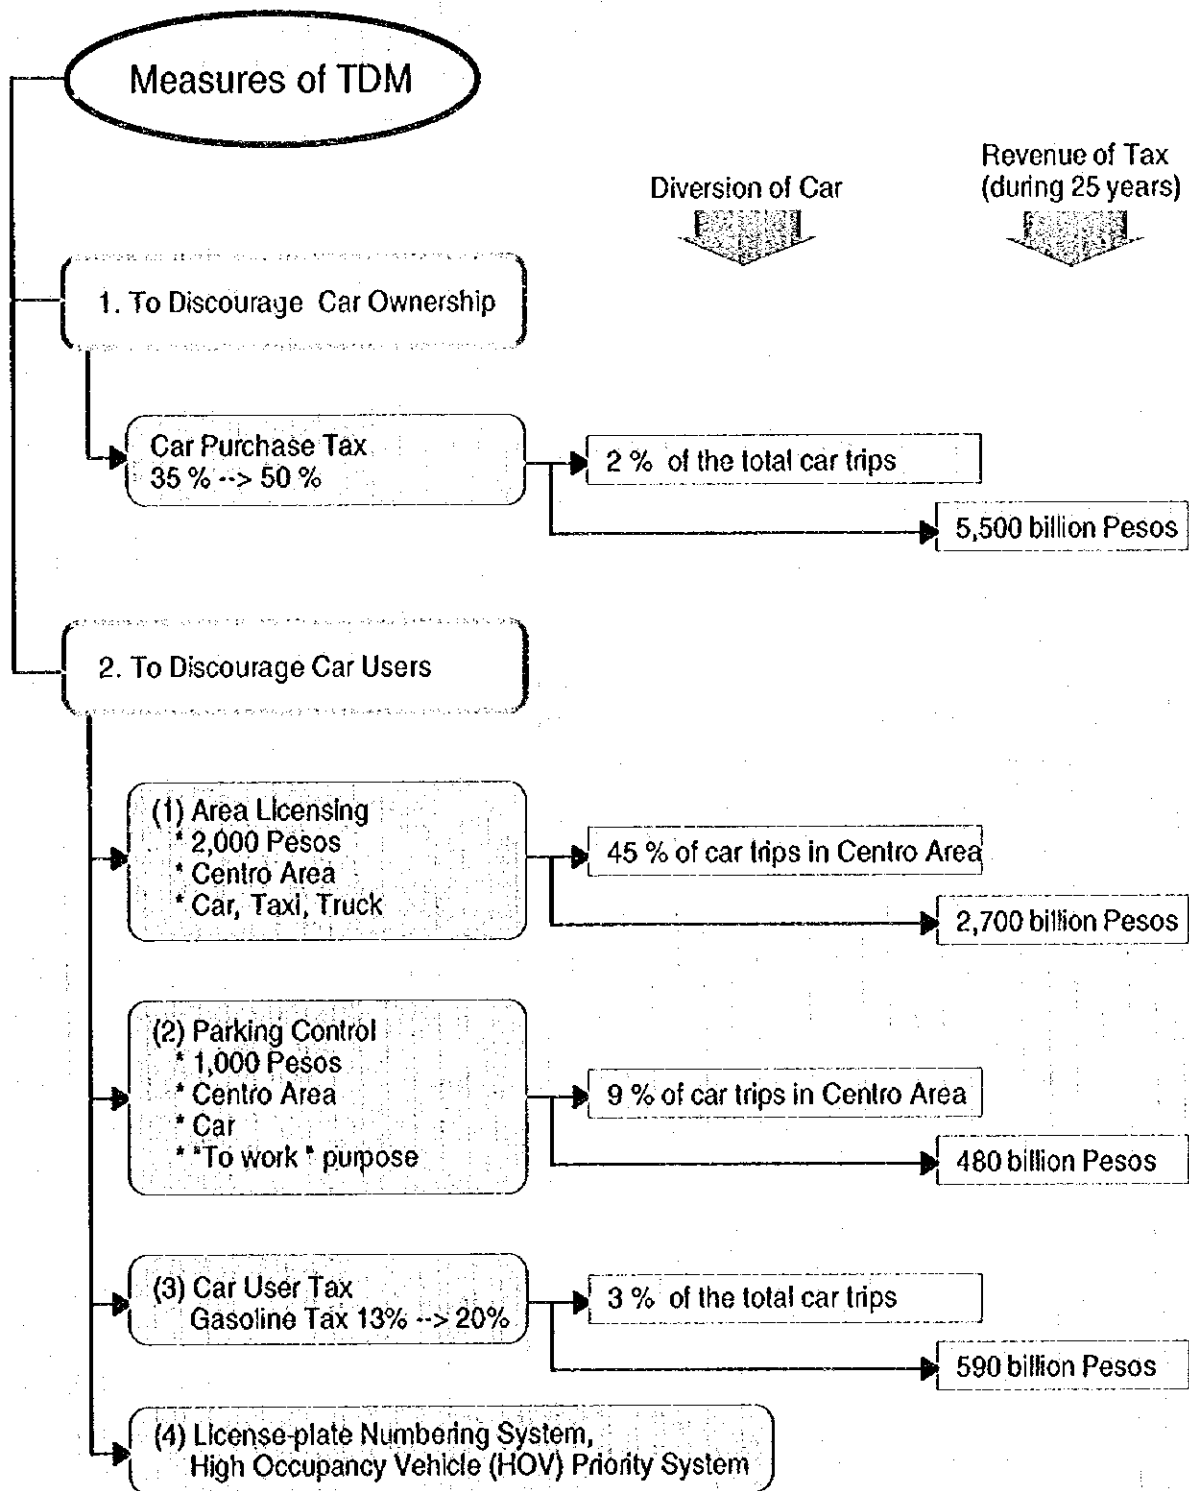 Measures of TDM
Diversion of Car
Revenue of Tax
(during 25 years)
1. To Discourage Car Ownership
Car Purchase Tax
35 % --> 50 %
2 % of the total car trips
5,500 billion Pesos
2. To Discourage Car Users
(1) Area Licensing
* 2,000 Pesos
* Centro Area
* Car, Taxi, Truck
45 % of car trips in Centro Area
2,700 billion Pesos
(2) Parking Control
* 1,000 Pesos
* Centro Area
* Car
* "To work " purpose
9 % of car trips in Centro Area
480 billion Pesos
(3) Car User Tax
Gasoline Tax 13% --> 20%
3 % of the total car trips
590 billion Pesos
(4) License-plate Numbering System,
High Occupancy Vehicle (HOV) Priority System